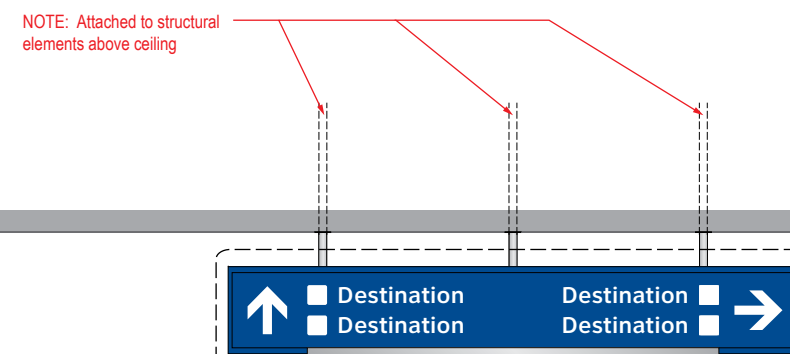 NOTE:  Attached to structural
elements above ceiling
Destination Destination
Destination Destination